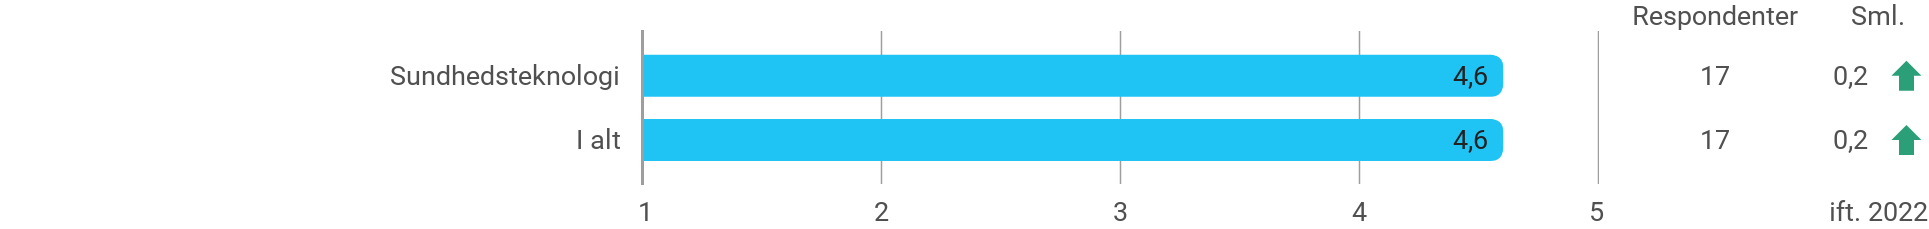 Respondenter Sml.
Sundhedsteknologi 4,6 17 0,2
I alt 4,6 17 0,2
1 2 3 4 5 ift. 2022